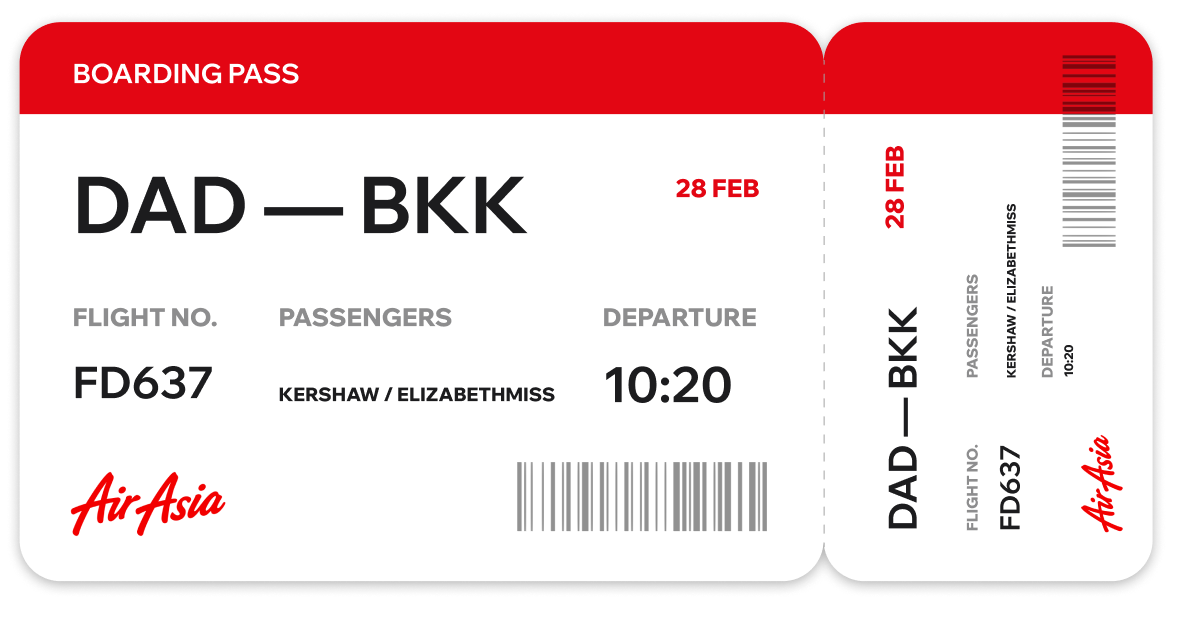 BOARDING PASS
DAD — BKK
28 FEB
FLIGHT NO.
PASSENGERS
DEPARTURE
FD637
KERSHAW / ELIZABETHMISS
10:20
AirAsia
DAD — BKK
28 FEB
FLIGHT NO.
PASSENGERS
FD637
KERSHAW / ELIZABETHMISS
DEPARTURE
10:20
AirAsia